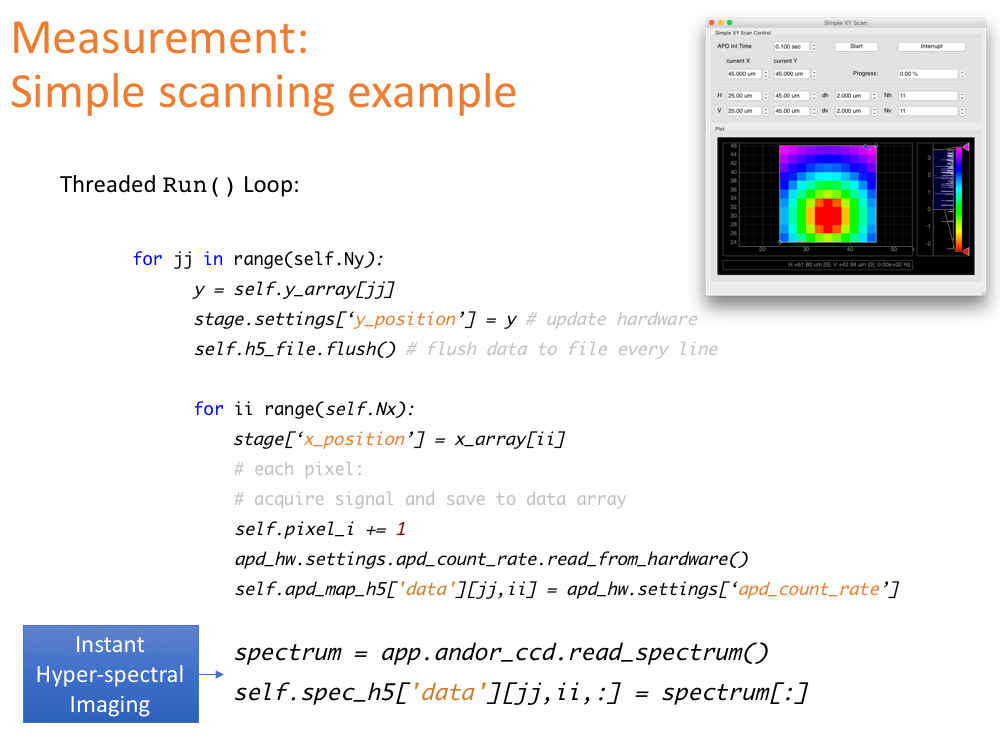 Measurement:
Simple scanning example
Simple XY Scan
Simple XY Scan Control
APD Int Time 0.100 sec Start Interrupt
current X current Y
45.000 um 45.000 um Progress: 0.00 %
H 25.00 um 45.00 um dh 2.000 um Nh 11
V 25.00 um 45.00 um dv 2.000 um Nv 11
Plot
46
44
42
40
38
36
34
32
30
28
26
24
20 30 40 50
3
2
1
0
-1
-2
H +61.80 um [0], V +42.94 um [0]: 0.00e+00 Hz
Threaded Run() Loop:
for jj in range(self.Ny):
y = self.y_array[jj]
stage.settings[‘y_position’] = y # update hardware
self.h5_file.flush() # flush data to file every line
for ii range(self.Nx):
stage[‘x_position’] = x_array[ii]
# each pixel:
# acquire signal and save to data array
self.pixel_i += 1
apd_hw.settings.apd_count_rate.read_from_hardware()
self.apd_map_h5['data'][jj,ii] = apd_hw.settings[‘apd_count_rate’]
Instant
Hyper-spectral
Imaging
spectrum = app.andor_ccd.read_spectrum()
self.spec_h5['data'][jj,ii,:] = spectrum[:]